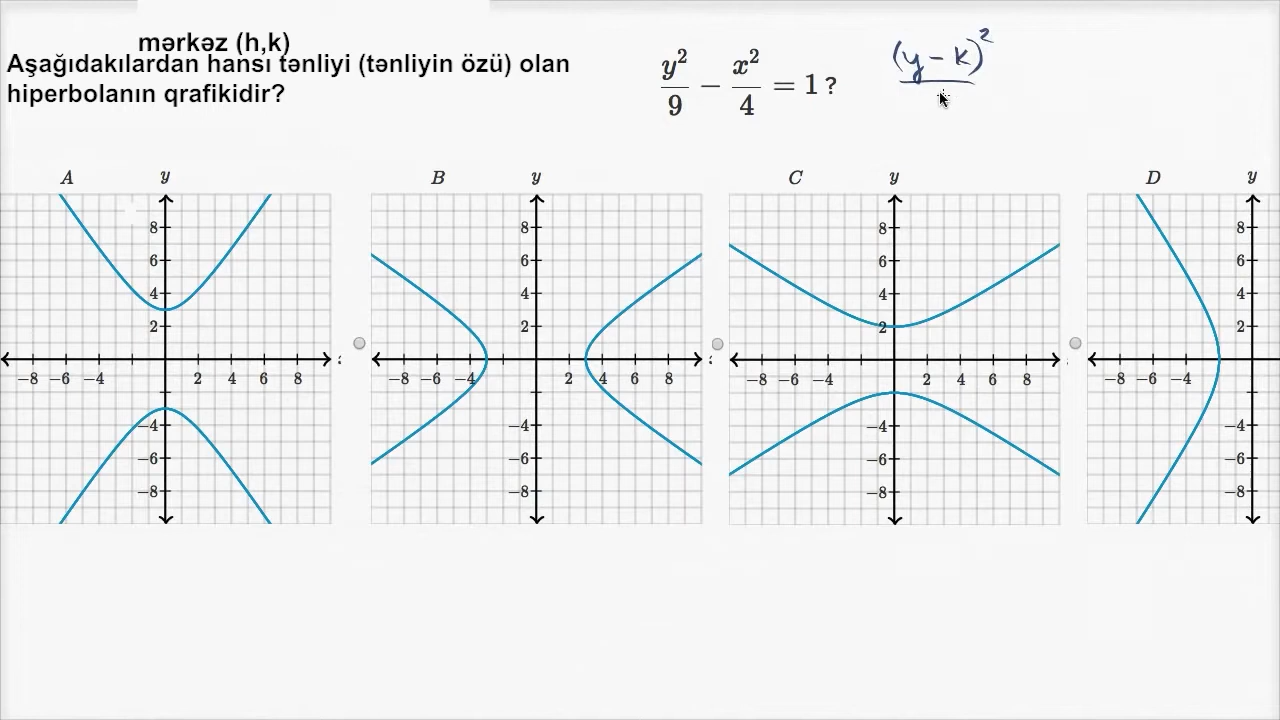 mərkəz (h,k)
Aşağıdakılardan hansı tənliyi (tənliyin özü) olan
hiperbolanın qrafikidir?
y²/9 − x²/4 = 1 ?
(y − k)²
A
y
8
6
4
2
−8 −6 −4 2 4 6 8
−4
−6
−8
B
y
8
6
4
2
−8 −6 −4 2 4 6 8
−4
−6
−8
C
y
8
6
4
2
−8 −6 −4 2 4 6 8
−4
−6
−8
D
y
8
6
4
2
−8 −6 −4
−4
−6
−8